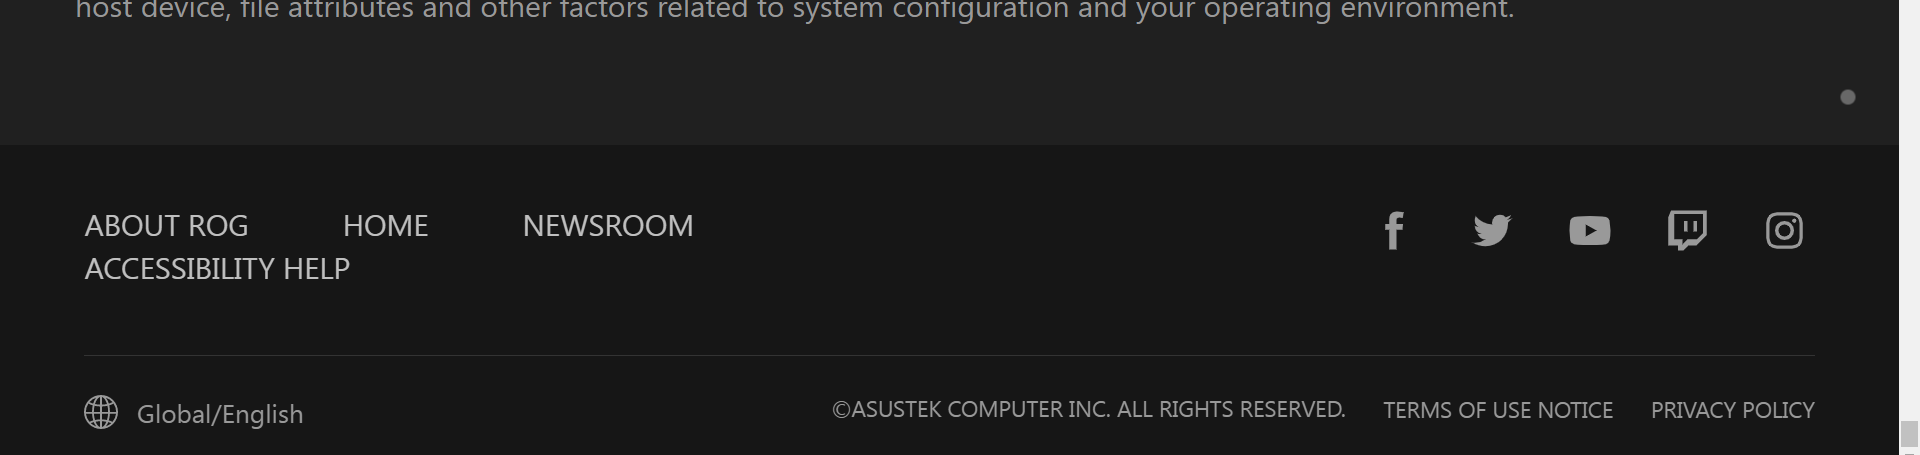 host device, file attributes and other factors related to system configuration and your operating environment.
ABOUT ROG HOME NEWSROOM
ACCESSIBILITY HELP
Global/English ©ASUSTEK COMPUTER INC. ALL RIGHTS RESERVED. TERMS OF USE NOTICE PRIVACY POLICY